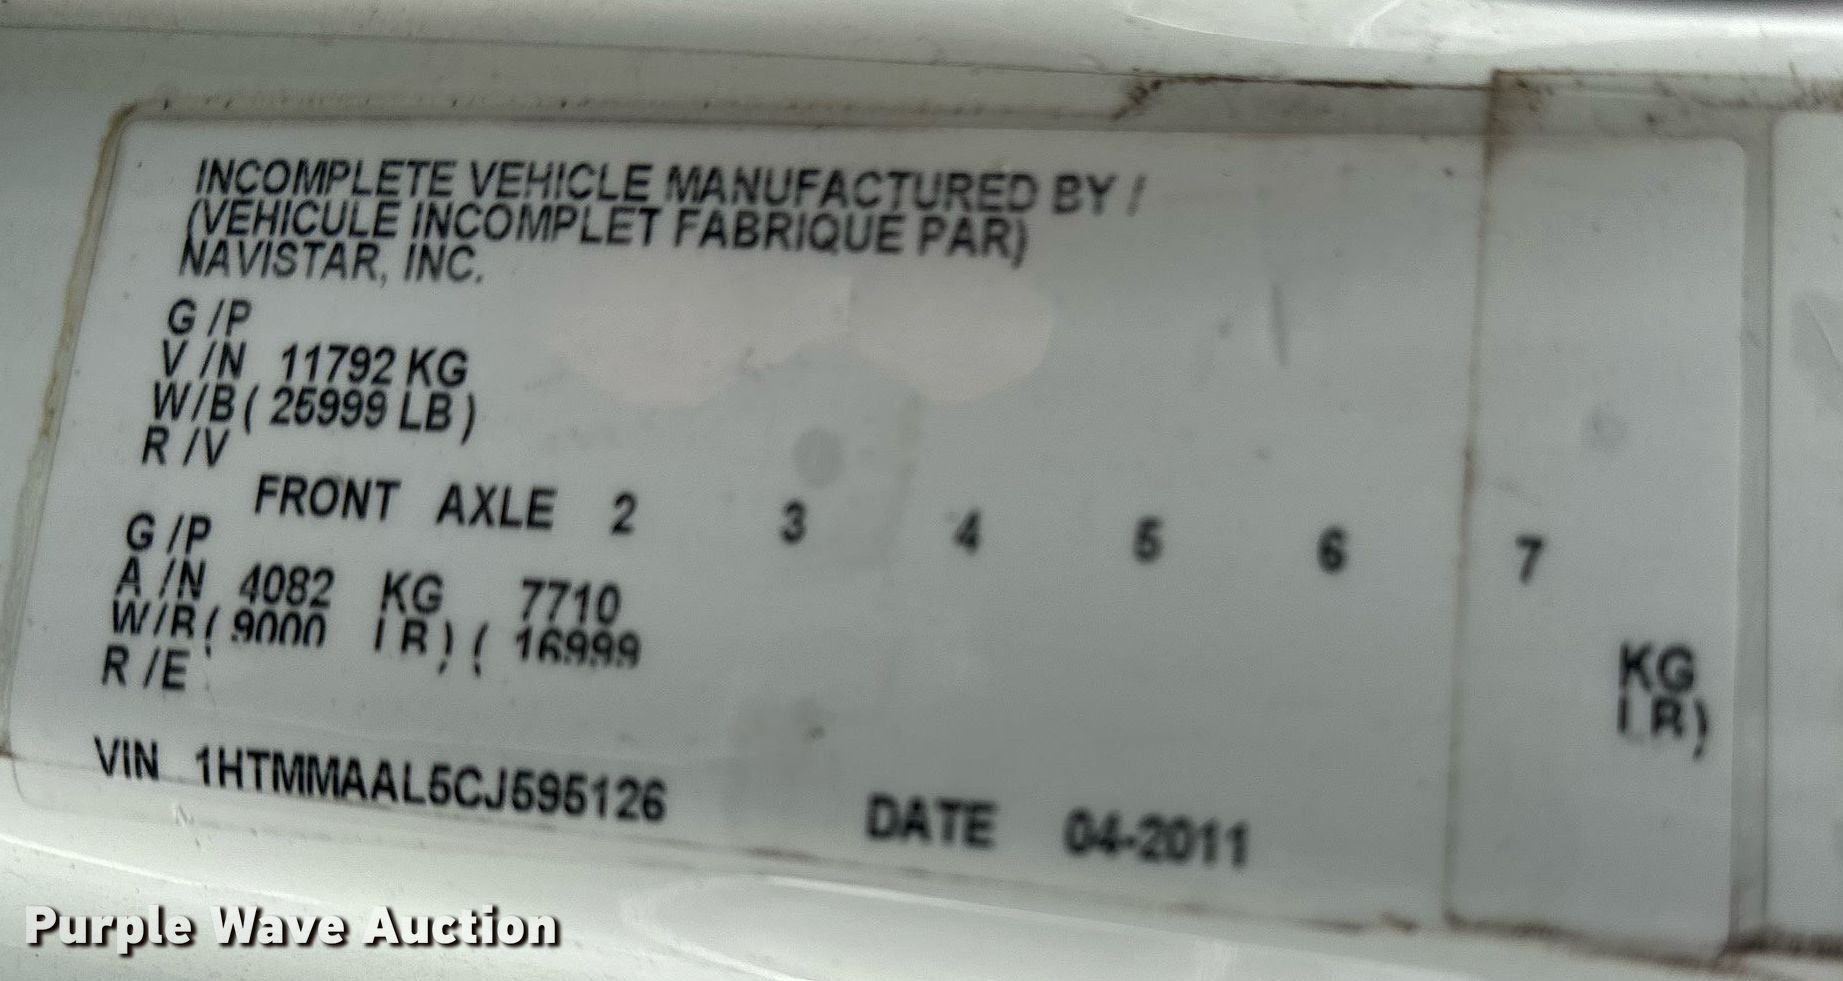 INCOMPLETE VEHICLE MANUFACTURED BY /
(VEHICULE INCOMPLET FABRIQUE PAR)
NAVISTAR, INC.
G /P
V /N 11792 KG
W/B ( 25999 LB )
R /V
FRONT AXLE 2 3 4 5 6 7
G /P
A /N 4082 KG 7710 KG
W/B ( 9000 LB ) ( 16999 LB )
R /E
VIN 1HTMMAAL5CJ595126 DATE 04-2011
Purple Wave Auction